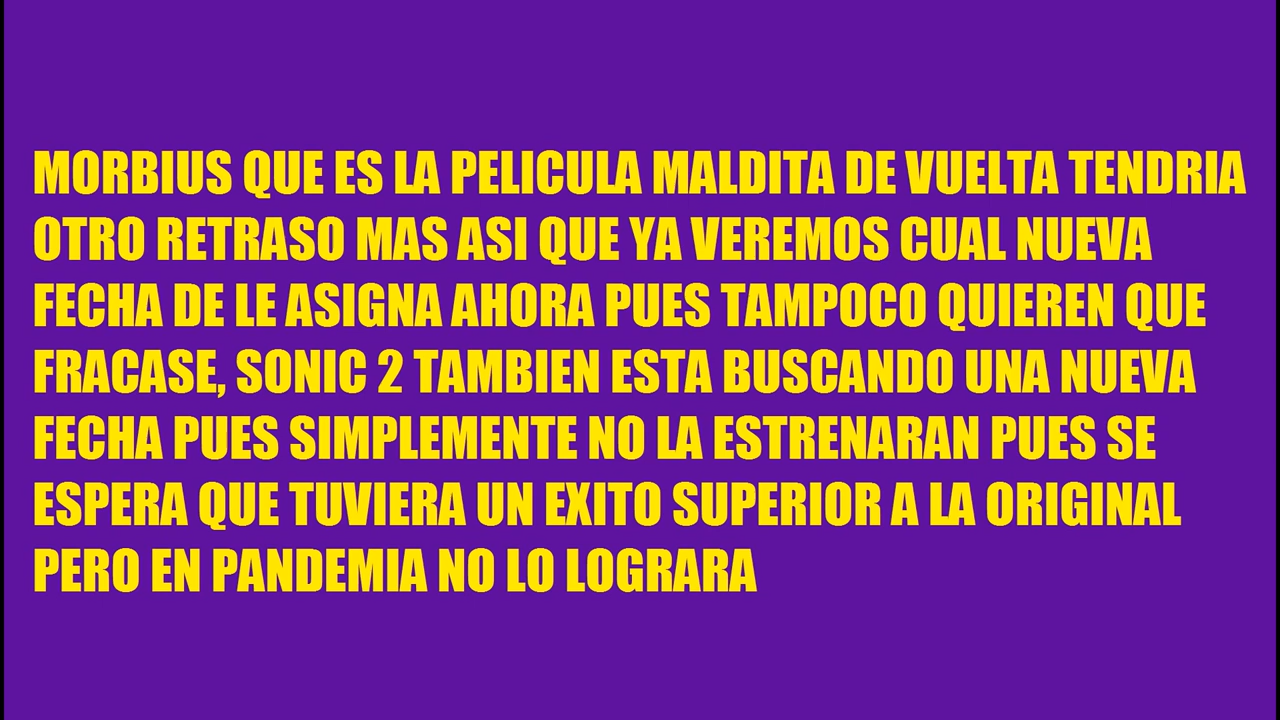 MORBIUS QUE ES LA PELICULA MALDITA DE VUELTA TENDRIA
OTRO RETRASO MAS ASI QUE YA VEREMOS CUAL NUEVA
FECHA DE LE ASIGNA AHORA PUES TAMPOCO QUIEREN QUE
FRACASE, SONIC 2 TAMBIEN ESTA BUSCANDO UNA NUEVA
FECHA PUES SIMPLEMENTE NO LA ESTRENARAN PUES SE
ESPERA QUE TUVIERA UN EXITO SUPERIOR A LA ORIGINAL
PERO EN PANDEMIA NO LO LOGRARA